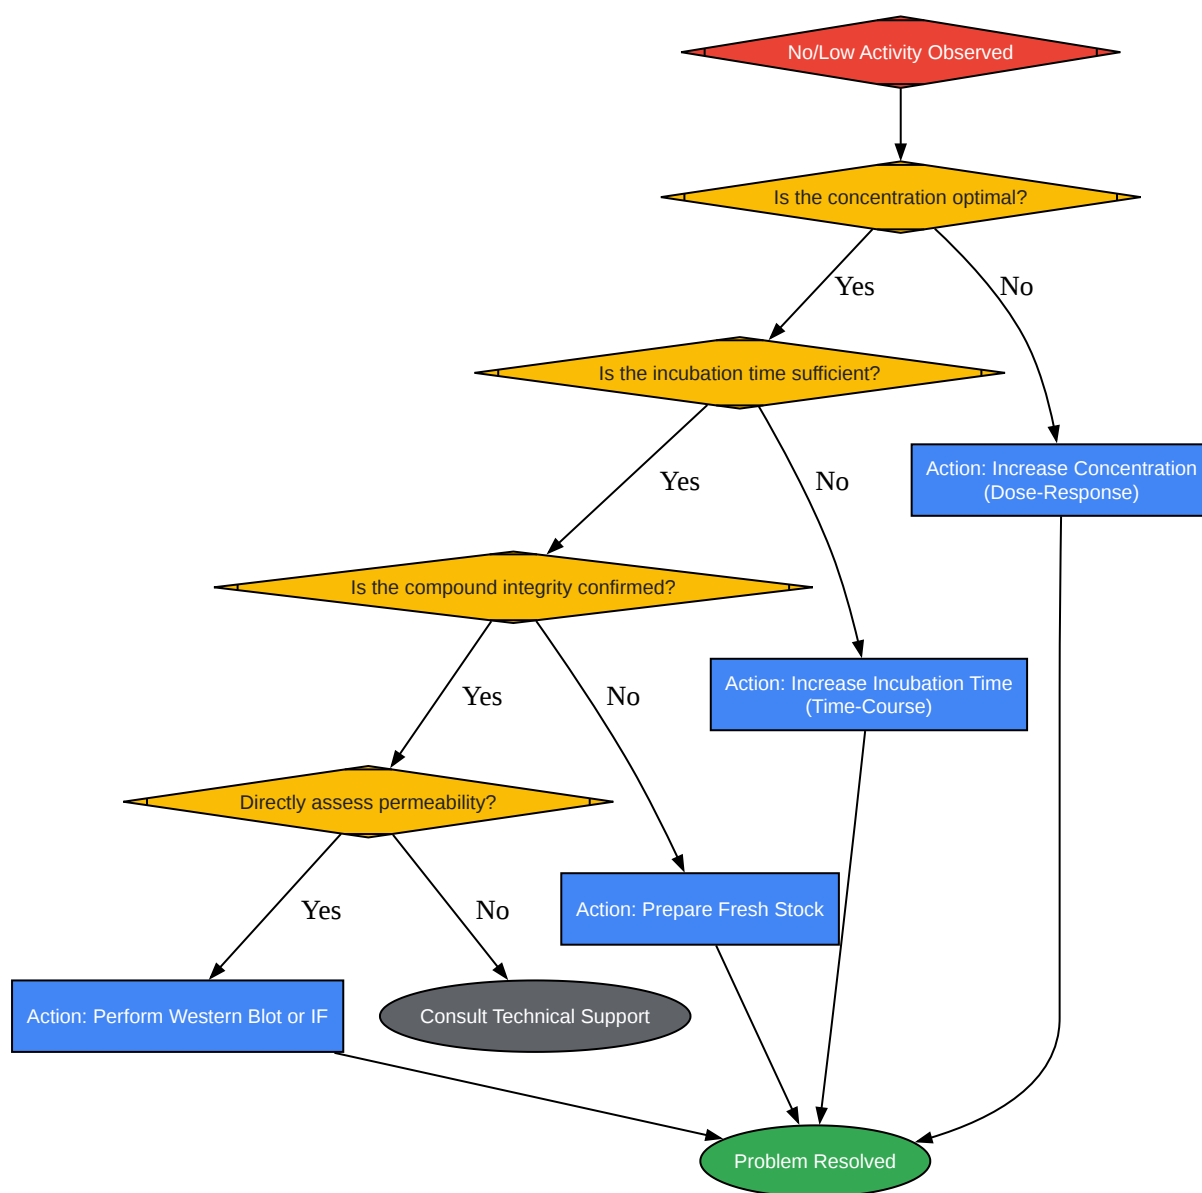 No/Low Activity Observed
Is the concentration optimal?
Yes
No
Is the incubation time sufficient?
Action: Increase Concentration
(Dose-Response)
Yes
No
Is the compound integrity confirmed?
Action: Increase Incubation Time
(Time-Course)
Yes
No
Directly assess permeability?
Action: Prepare Fresh Stock
Yes
No
Action: Perform Western Blot or IF
Consult Technical Support
Problem Resolved